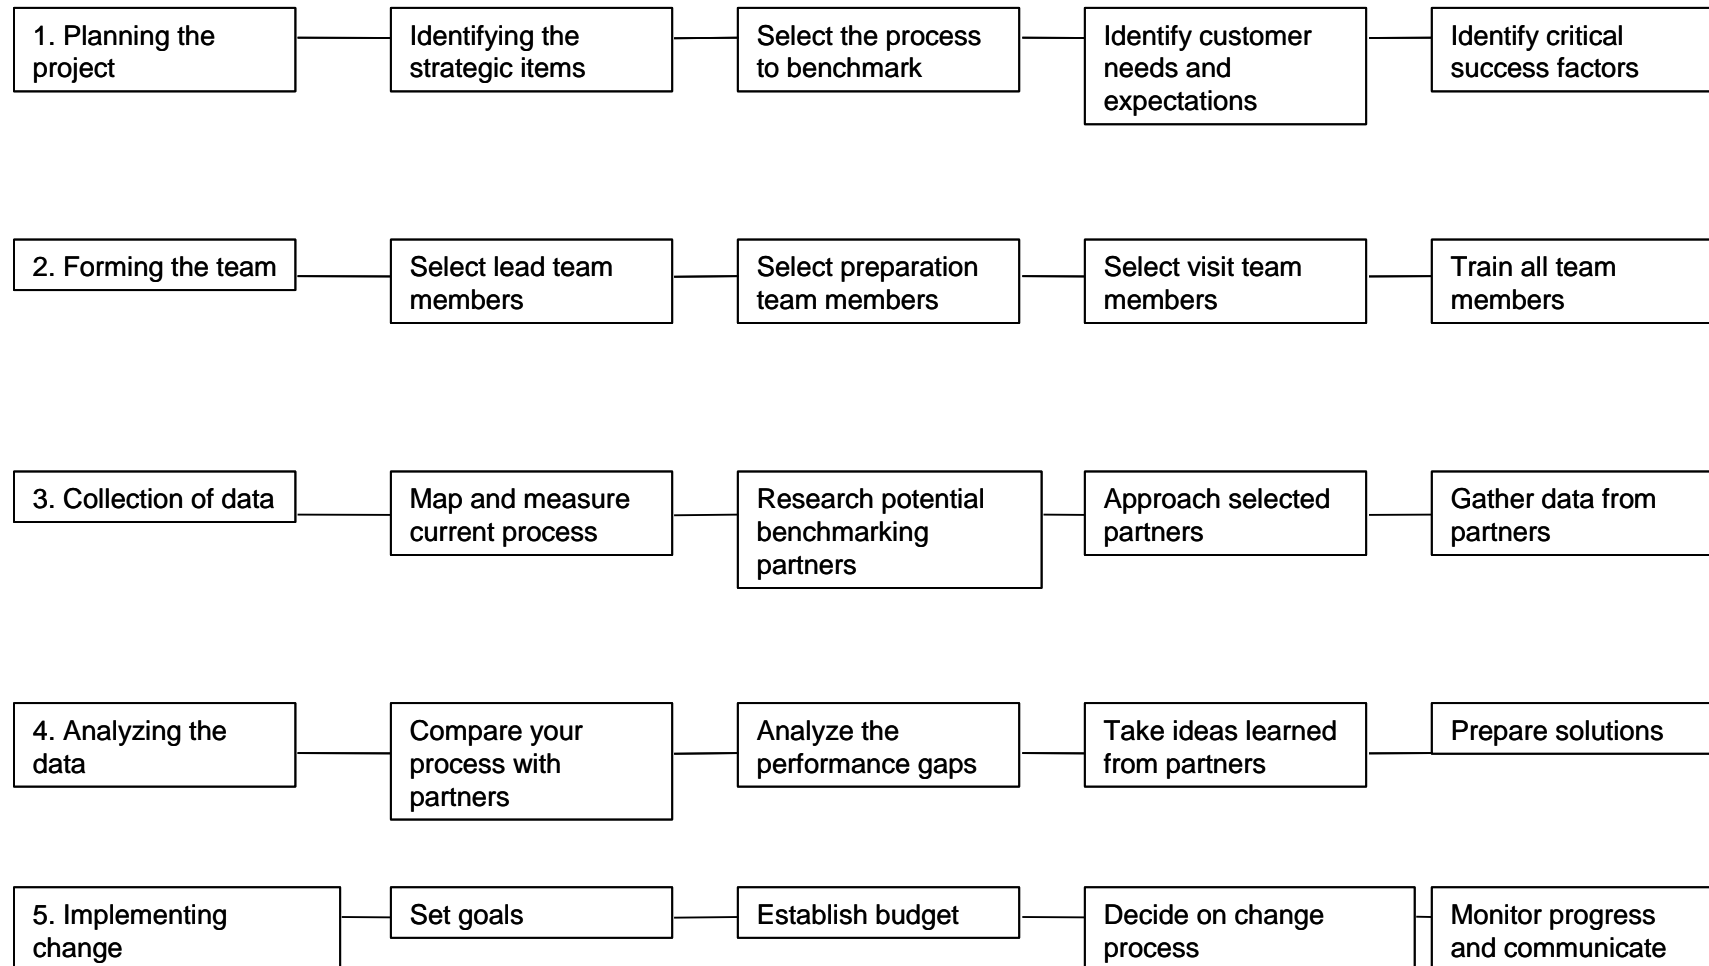 1. Planning the
project
Identifying the
strategic items
Select the process
to benchmark
Identify customer
needs and
expectations
Identify critical
success factors
2. Forming the team
Select lead team
members
Select preparation
team members
Select visit team
members
Train all team
members
3. Collection of data
Map and measure
current process
Research potential
benchmarking
partners
Approach selected
partners
Gather data from
partners
4. Analyzing the
data
Compare your
process with
partners
Analyze the
performance gaps
Take ideas learned
from partners
Prepare solutions
5. Implementing
change
Set goals
Establish budget
Decide on change
process
Monitor progress
and communicate